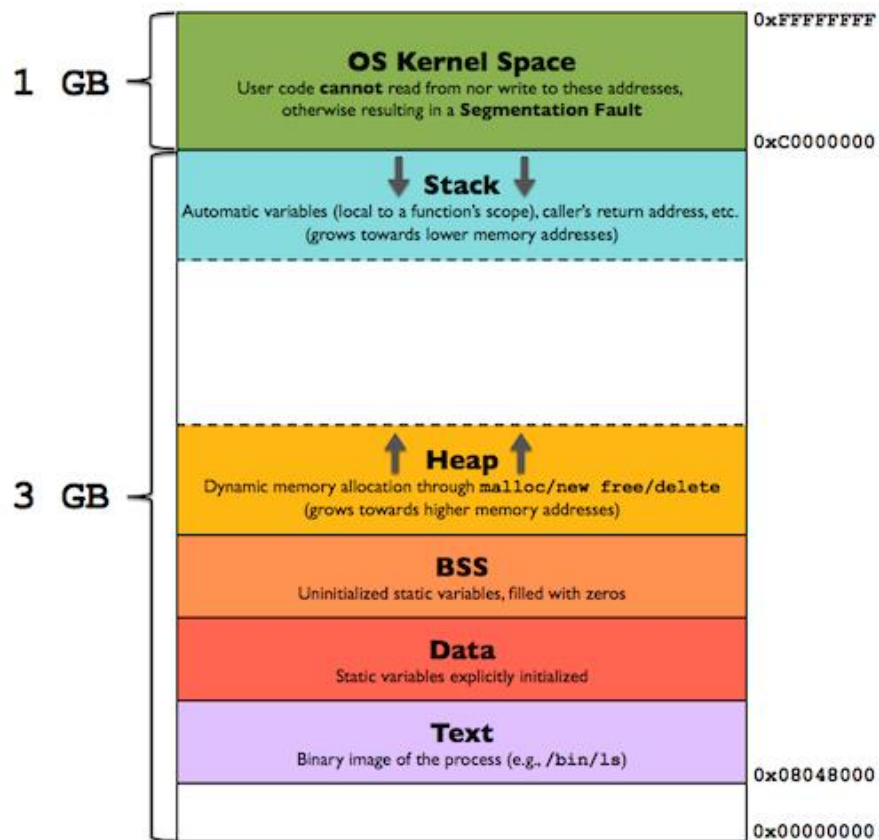 0xFFFFFFFF
OS Kernel Space
1 GB
User code cannot read from nor write to these addresses,
otherwise resulting in a Segmentation Fault
0xC0000000
Stack
Automatic variables (local to a function's scope), caller's return address, etc.
(grows towards lower memory addresses)
Heap
3 GB
Dynamic memory allocation through malloc/new free/delete
(grows towards higher memory addresses)
BSS
Uninitialized static variables, filled with zeros
Data
Static variables explicitly initialized
Text
Binary image of the process (e.g., /bin/ls)
0x08048000
0x00000000